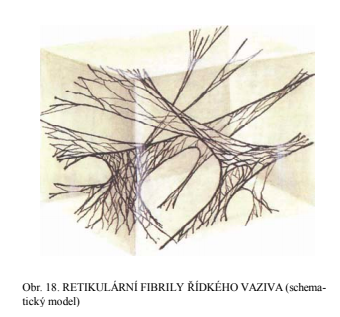 Obr. 18. RETIKULÁRNÍ FIBRILY ŘÍDKÉHO VAZIVA (schema-
tický model)